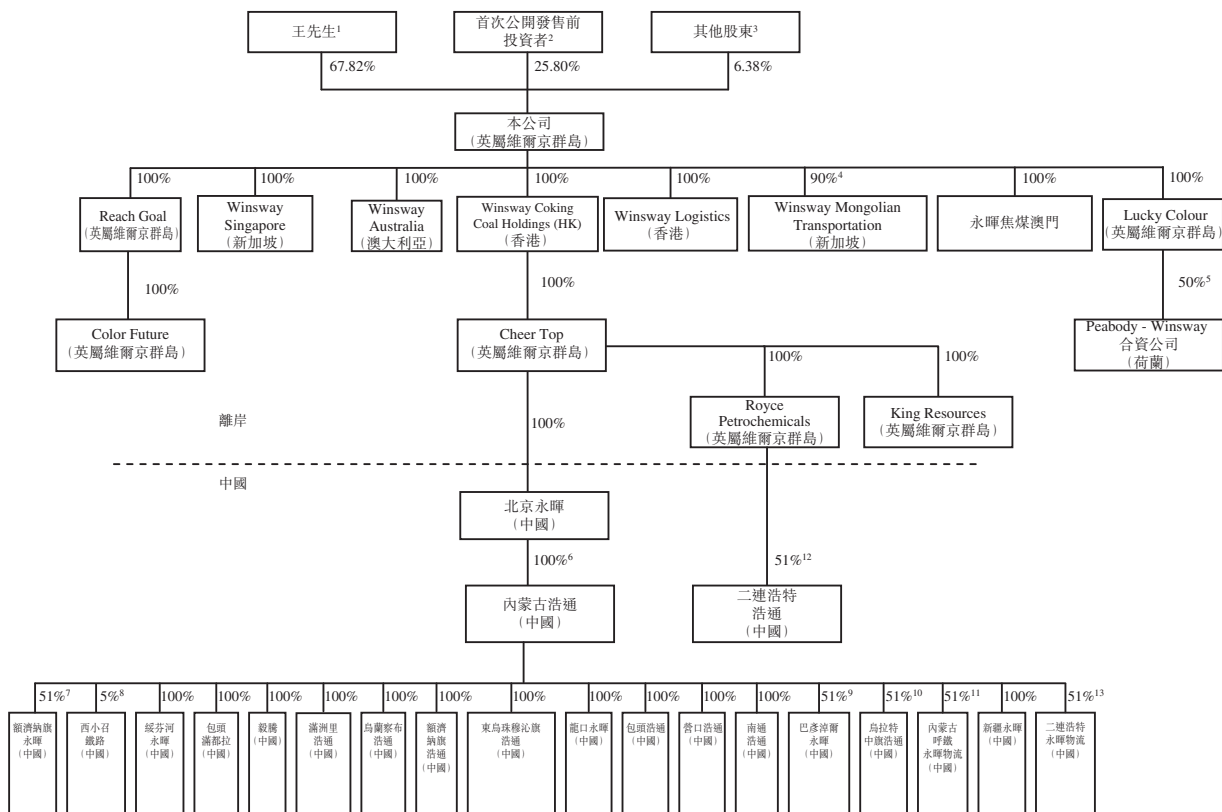 王先生1
首次公開發售前
投資者2
其他股東3
67.82%
25.80%
6.38%
本公司
(英屬維爾京群島)
100%
100%
100%
100%
100%
90%4
100%
100%
Reach Goal
(英屬維爾京群島)
Winsway
Singapore
(新加坡)
Winsway
Australia
(澳大利亞)
Winsway Coking
Coal Holdings (HK)
(香港)
Winsway Logistics
(香港)
Winsway Mongolian
Transportation
(新加坡)
永暉焦煤澳門
Lucky Colour
(英屬維爾京群島)
100%
100%
50%5
Color Future
(英屬維爾京群島)
Cheer Top
(英屬維爾京群島)
Peabody - Winsway
合資公司
(荷蘭)
100%
100%
Royce
Petrochemicals
(英屬維爾京群島)
King Resources
(英屬維爾京群島)
離岸
100%
中國
北京永暉
(中國)
100%6
51%12
內蒙古浩通
(中國)
二連浩特
浩通
(中國)
51%7
5%8
100%
100%
100%
100%
100%
100%
100%
100%
100%
100%
100%
51%9
51%10
51%11
100%
51%13
額濟納旗
永暉
(中國)
西小召
鐵路
(中國)
綏芬河
永暉
(中國)
包頭
滿都拉
(中國)
毅騰
(中國)
滿洲里
浩通
(中國)
烏蘭察布
浩通
(中國)
額濟
納旗
浩通
(中國)
東烏珠穆沁旗
浩通
(中國)
龍口永暉
(中國)
包頭浩通
(中國)
營口浩通
(中國)
南通
浩通
(中國)
巴彥淖爾
永暉
(中國)
烏拉特
中旗浩通
(中國)
內蒙古
呼鐵
永暉物流
(中國)
新疆永暉
(中國)
二連浩特
永暉物流
(中國)